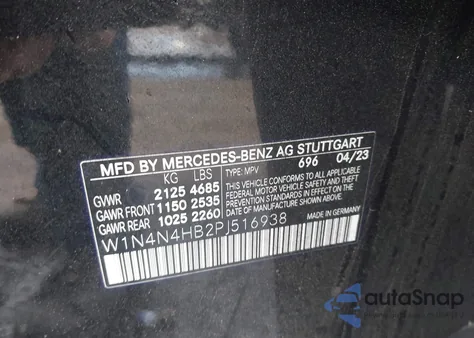 MFD BY MERCEDES-BENZ AG STUTTGART
KG LBS TYPE: MPV 696 04/23
GVWR 2125 4685
GAWR FRONT 1150 2535
GAWR REAR 1025 2260
THIS VEHICLE CONFORMS TO ALL APPLICABLE
FEDERAL MOTOR VEHICLE SAFETY AND
THEFT PREVENTION STANDARDS IN EFFECT
ON THE DATE OF MANUFACTURE SHOWN ABOVE.
W1N4N4HB2PJ516938
MADE IN GERMANY
autoSnap